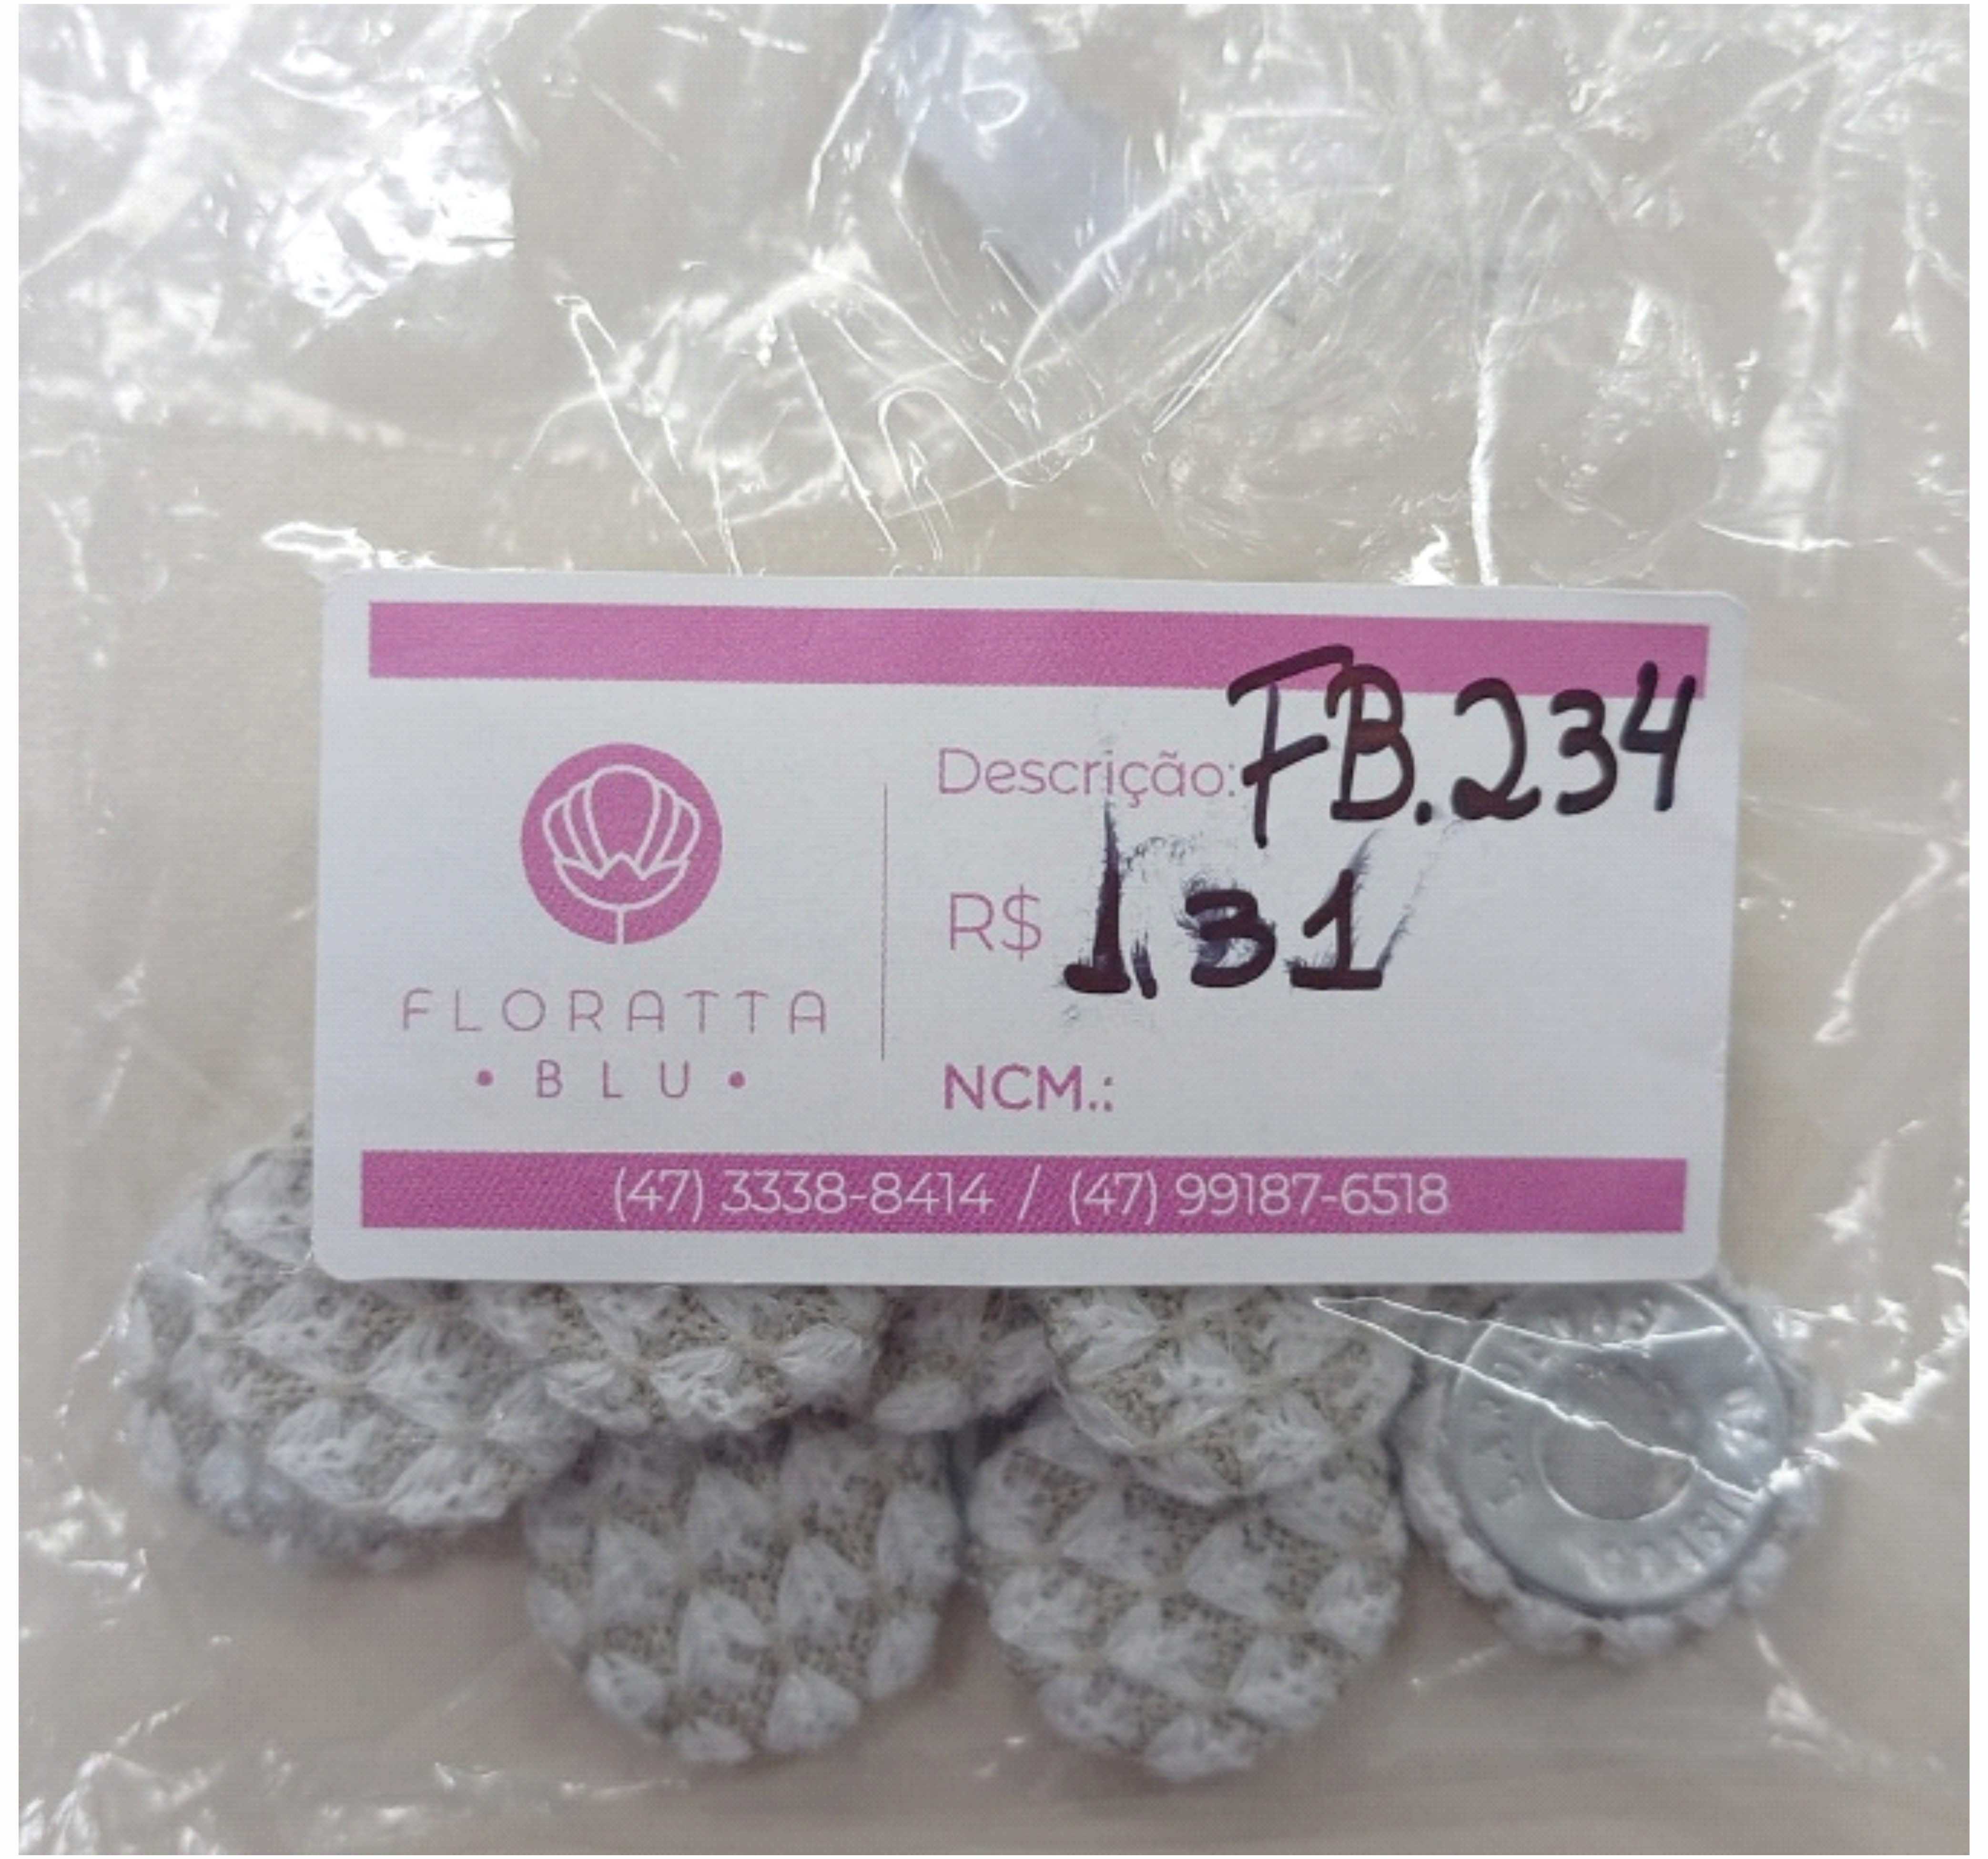 Descrição: FB.234
R$ 1,31
FLORATTA
• BLU •
NCM.:
(47) 3338-8414 / (47) 99187-6518